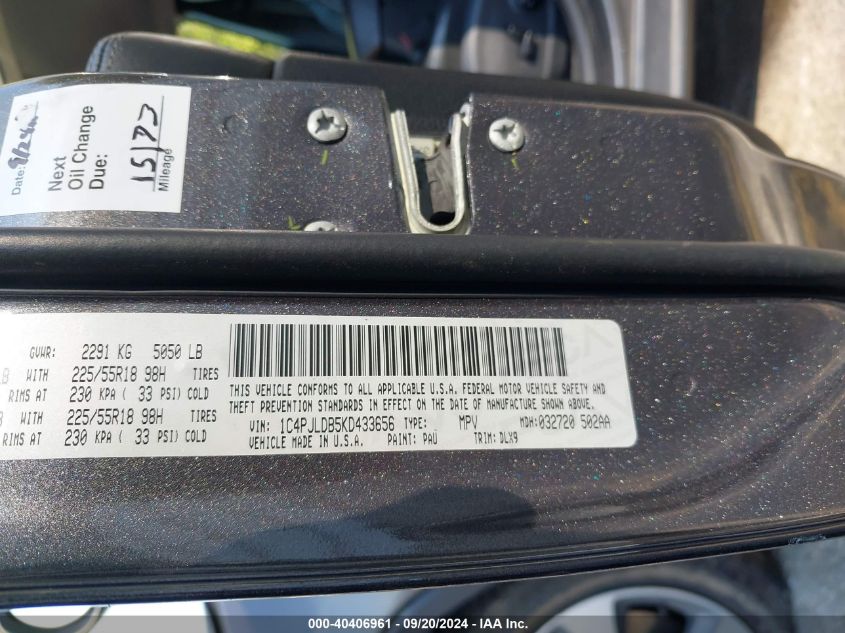 Date: 9/24
Next
Oil Change
Due:
15173
Mileage
GVWR: 2291 KG 5050 LB
B WITH 225/55R18 98H TIRES
RIMS AT 230 KPA ( 33 PSI) COLD
WITH 225/55R18 98H TIRES
RIMS AT 230 KPA ( 33 PSI) COLD
THIS VEHICLE CONFORMS TO ALL APPLICABLE U.S.A. FEDERAL MOTOR VEHICLE SAFETY AND
THEFT PREVENTION STANDARDS IN EFFECT ON THE DATE OF MANUFACTURE SHOWN ABOVE.
VIN: 1C4PJLDB5KD433656 TYPE: MPV MDH:032720 502AA
VEHICLE MADE IN U.S.A. PAINT: PAU TRIM: DLX9
000-40406961 - 09/20/2024 - IAA Inc.